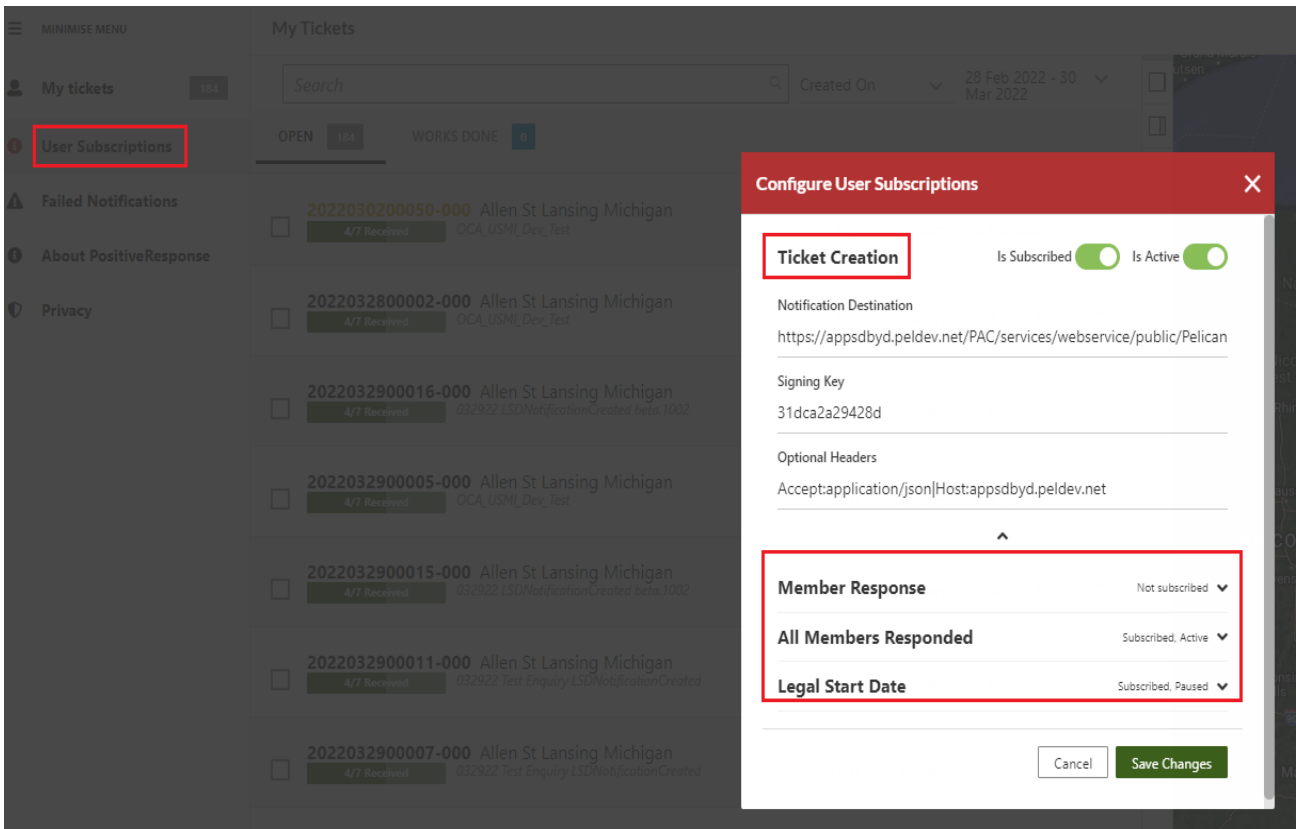 MINIMISE MENU
My Tickets
My tickets 184
User Subscriptions
Failed Notifications
About PositiveResponse
Privacy
Search
Created On
28 Feb 2022 - 30
Mar 2022
OPEN 184 WORKS DONE 0
2022030200050-000 Allen St Lansing Michigan
4/7 Received OCA_USMI_Dev_Test
2022032800002-000 Allen St Lansing Michigan
4/7 Received OCA_USMI_Dev_Test
2022032900016-000 Allen St Lansing Michigan
4/7 Received 032922 LSDNotificationCreated beta.1002
2022032900005-000 Allen St Lansing Michigan
4/7 Received OCA_USMI_Dev_Test
2022032900015-000 Allen St Lansing Michigan
4/7 Received 032922 LSDNotificationCreated beta.1002
2022032900011-000 Allen St Lansing Michigan
4/7 Received 032922 Test Enquiry LSDNotificationCreated
2022032900007-000 Allen St Lansing Michigan
4/7 Received 032922 Test Enquiry LSDNotificationCreated
Configure User Subscriptions
Ticket Creation Is Subscribed Is Active
Notification Destination
https://appsdbyd.peldev.net/PAC/services/webservice/public/Pelican
Signing Key
31dca2a29428d
Optional Headers
Accept:application/json|Host:appsdbyd.peldev.net
Member Response Not subscribed
All Members Responded Subscribed, Active
Legal Start Date Subscribed, Paused
Cancel Save Changes